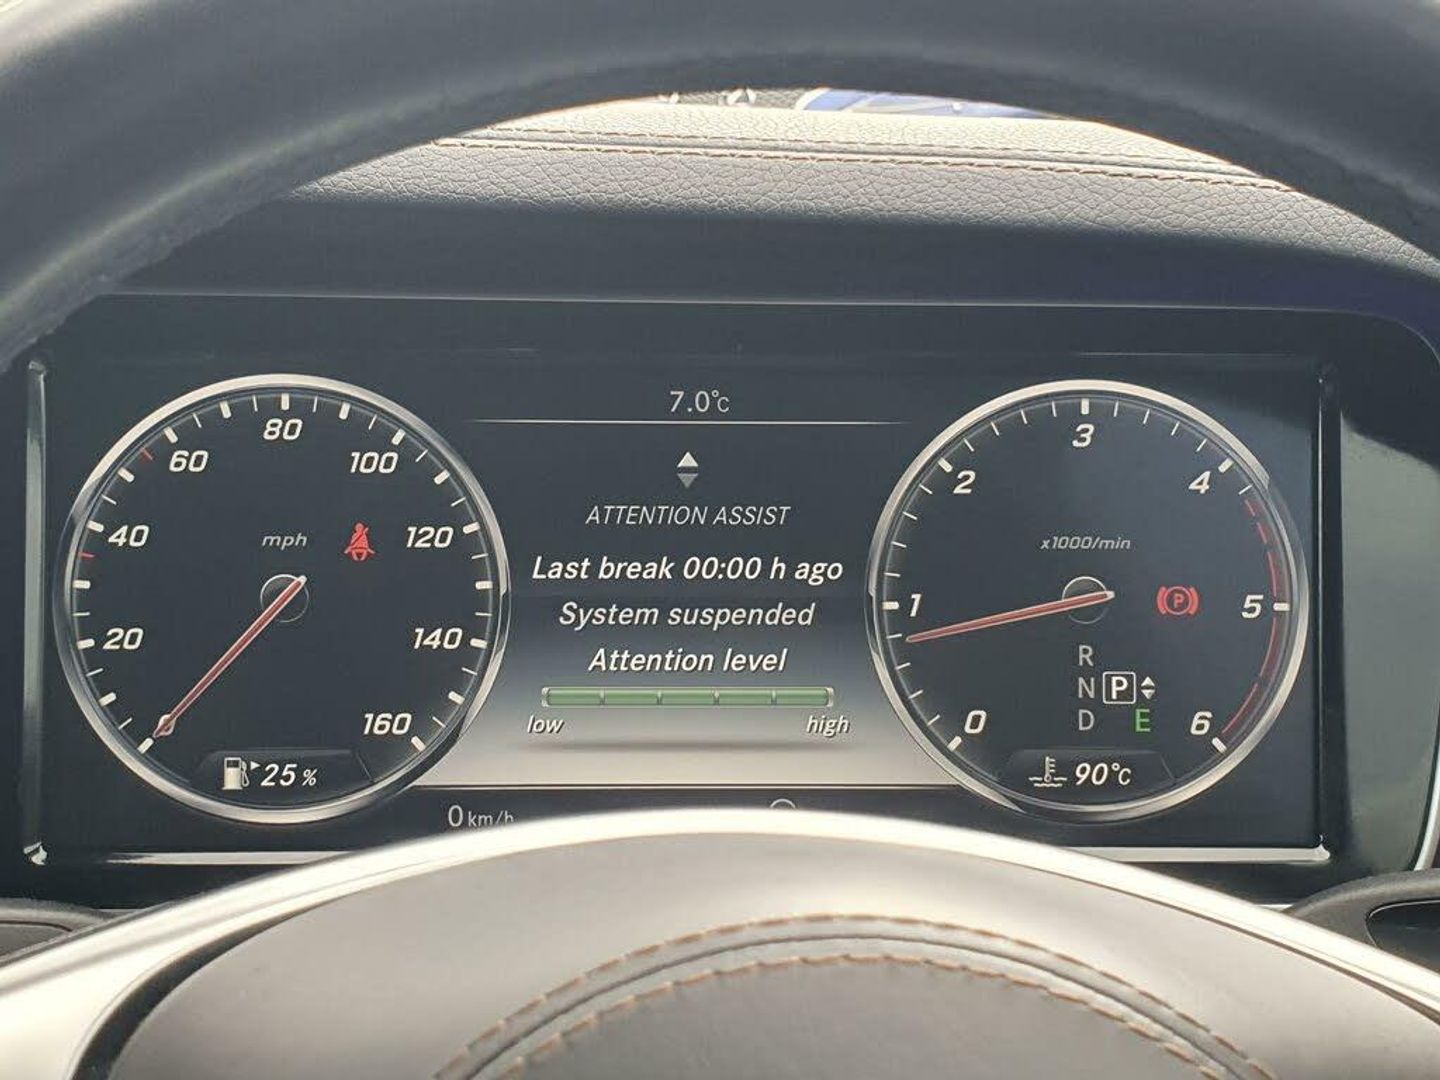 7.0°C
ATTENTION ASSIST
Last break 00:00 h ago
System suspended
Attention level
low high
20 40 60 80 100 120 140 160
mph
25 %
0 km/h
0 1 2 3 4 5 6
x1000/min
P
R
N P
D E
90°C